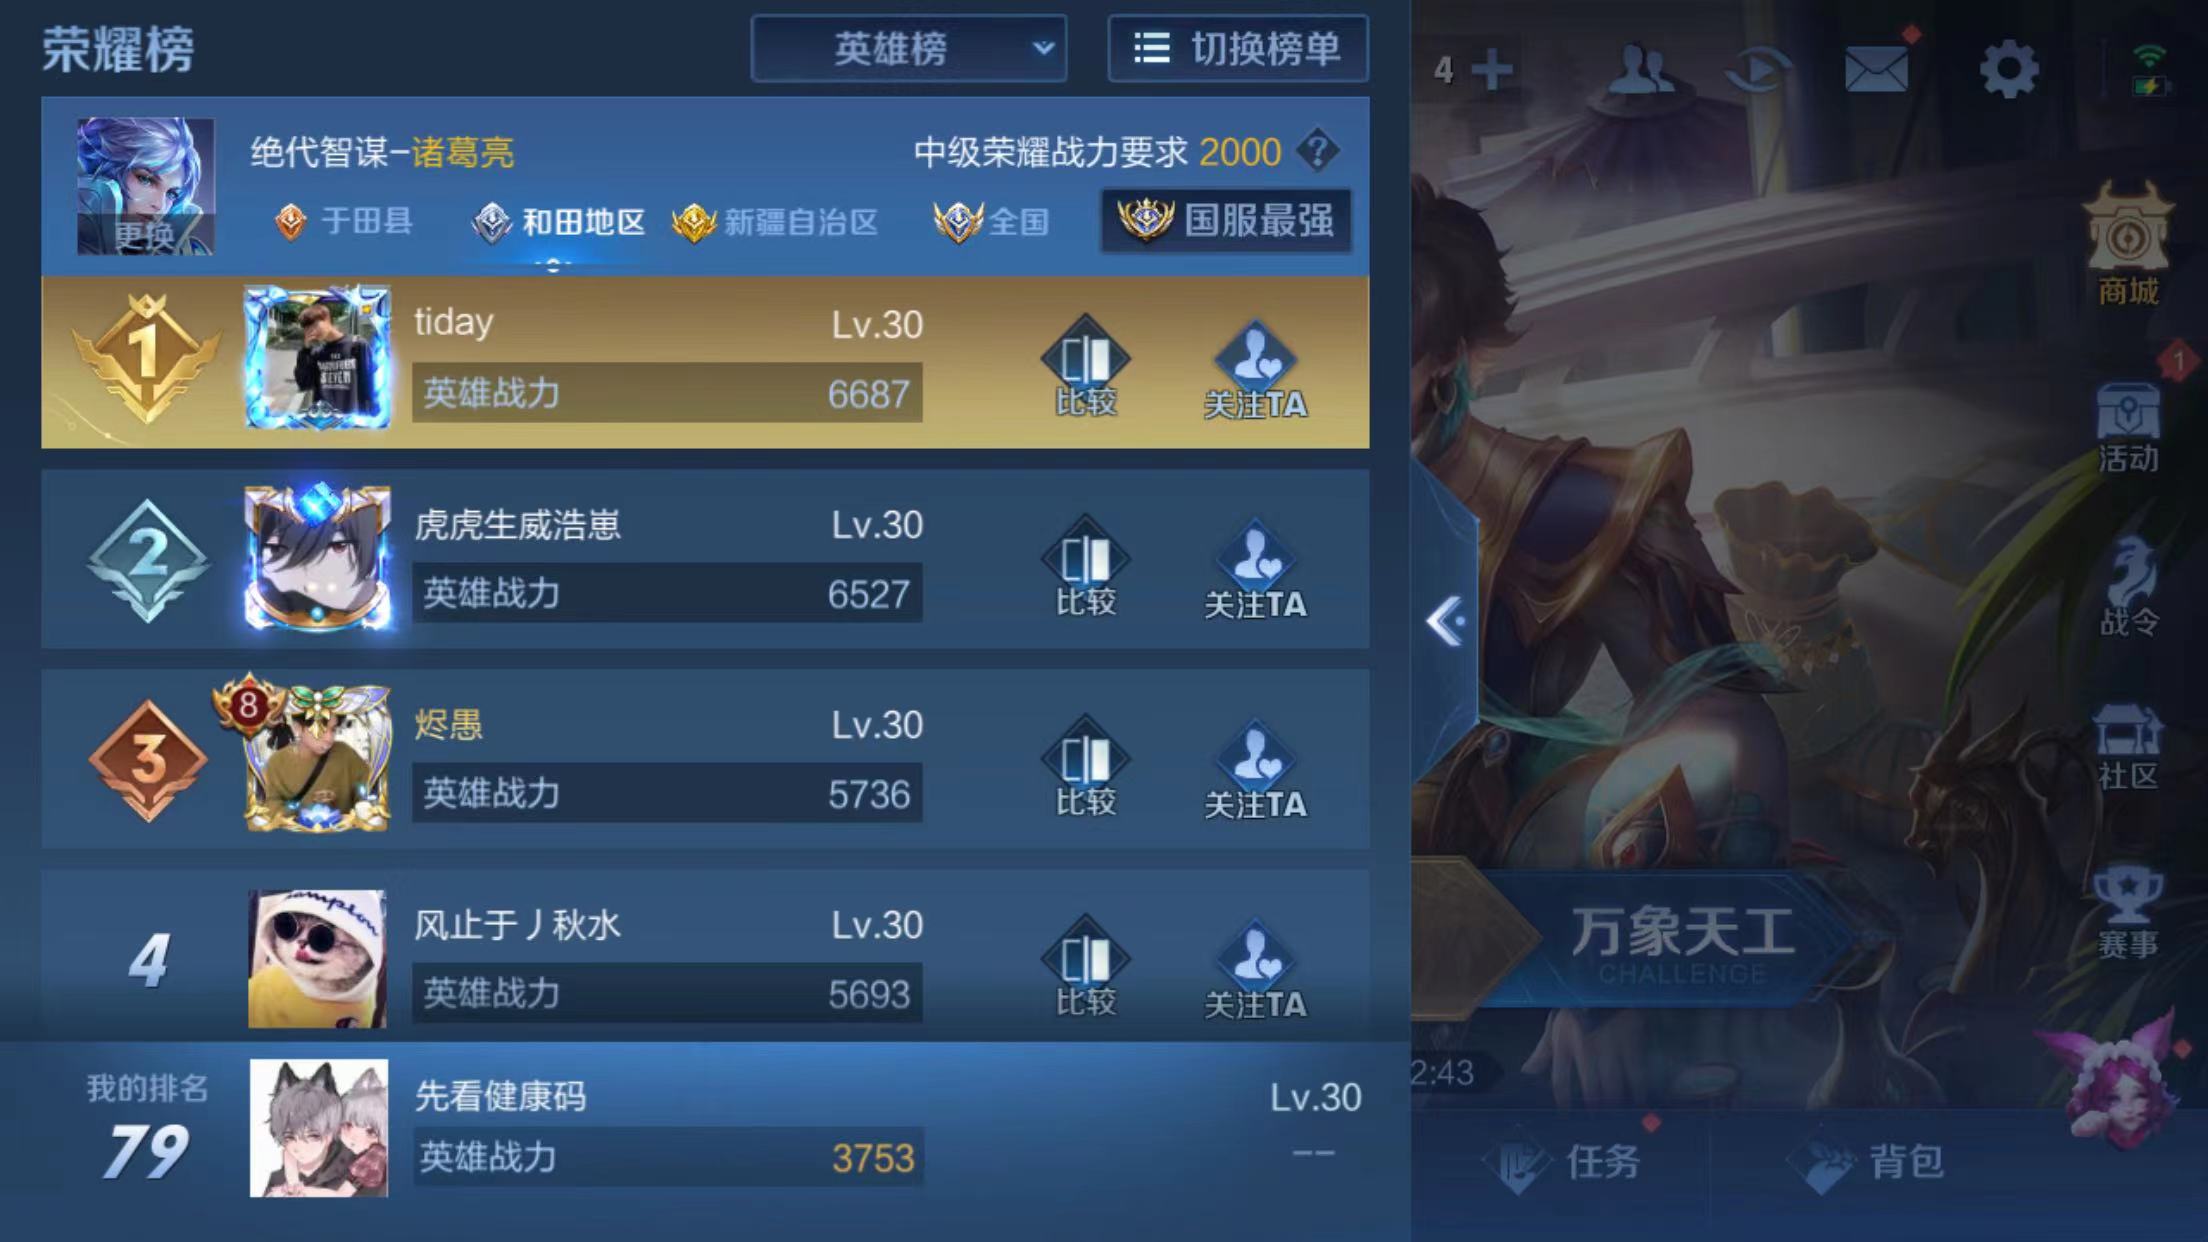 荣耀榜
英雄榜
切换榜单
4
绝代智谋-诸葛亮
中级荣耀战力要求 2000
?
更换
于田县
和田地区
新疆自治区
全国
国服最强
1
tiday
Lv.30
英雄战力
6687
比较
关注TA
2
虎虎生威浩崽
Lv.30
英雄战力
6527
比较
关注TA
3
8
烬愚
Lv.30
英雄战力
5736
比较
关注TA
4
风止于丿秋水
Lv.30
英雄战力
5693
比较
关注TA
我的排名
79
先看健康码
Lv.30
英雄战力
3753
--
商城
1
活动
战令
社区
赛事
万象天工
CHALLENGE
2:43
任务
背包